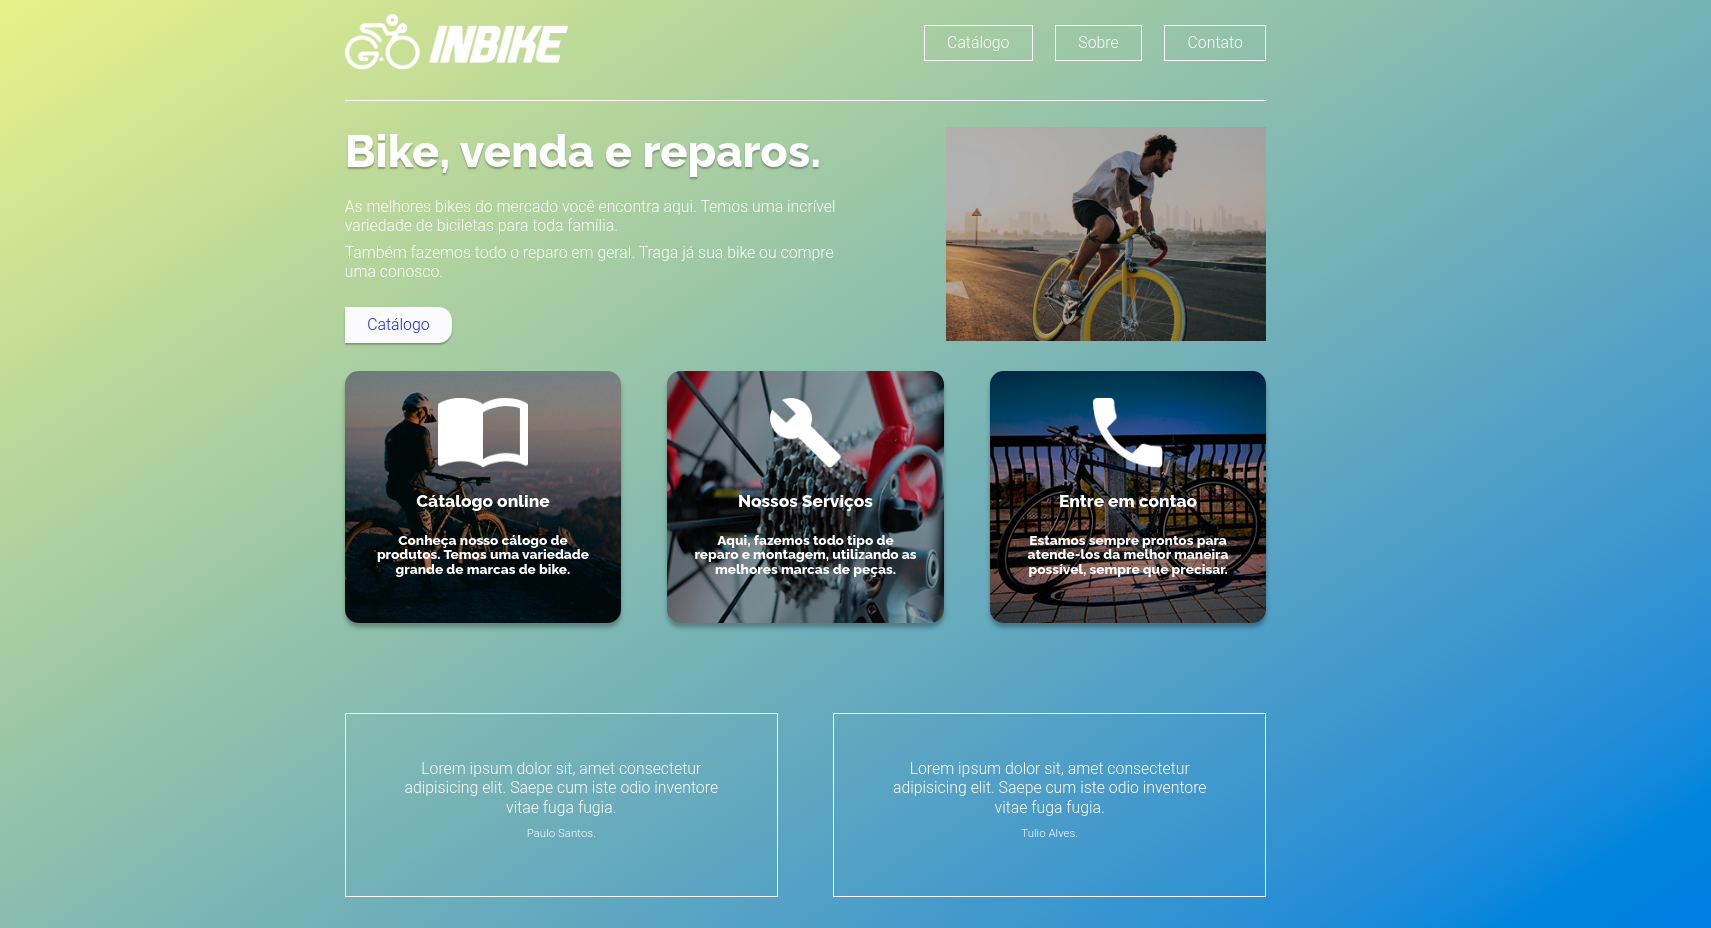 INBIKE
Catálogo
Sobre
Contato
Bike, venda e reparos.
As melhores bikes do mercado você encontra aqui. Temos uma incrível
variedade de biciletas para toda família.
Também fazemos todo o reparo em geral. Traga já sua bike ou compre
uma conosco.
Catálogo
Cátalogo online
Conheça nosso cálogo de
produtos. Temos uma variedade
grande de marcas de bike.
Nossos Serviços
Aqui, fazemos todo tipo de
reparo e montagem, utilizando as
melhores marcas de peças.
Entre em contao
Estamos sempre prontos para
atende-los da melhor maneira
possível, sempre que precisar.
Lorem ipsum dolor sit, amet consectetur
adipisicing elit. Saepe cum iste odio inventore
vitae fuga fugia.
Paulo Santos.
Lorem ipsum dolor sit, amet consectetur
adipisicing elit. Saepe cum iste odio inventore
vitae fuga fugia.
Tulio Alves.